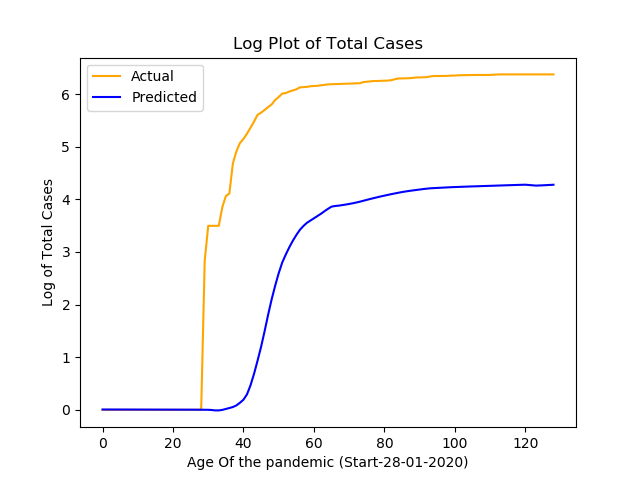 Log Plot of Total Cases
Actual
Predicted
Log of Total Cases
6
5
4
3
2
1
0
0 20 40 60 80 100 120
Age Of the pandemic (Start-28-01-2020)